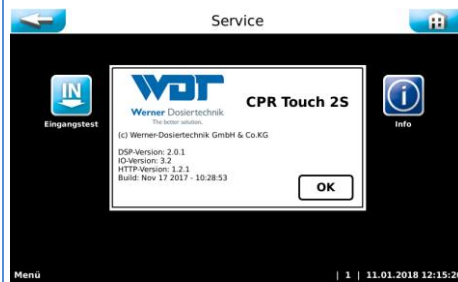 Service
IN
Eingangstest
WDT
Werner Dosiertechnik
The better solution.
CPR Touch 2S
(c) Werner-Dosiertechnik GmbH & Co.KG
DSP-Version: 2.0.1
IO-Version: 3.2
HTTP-Version: 1.2.1
Build: Nov 17 2017 - 10:28:53
OK
i
Info
Menü | 1 | 11.01.2018 12:15:20